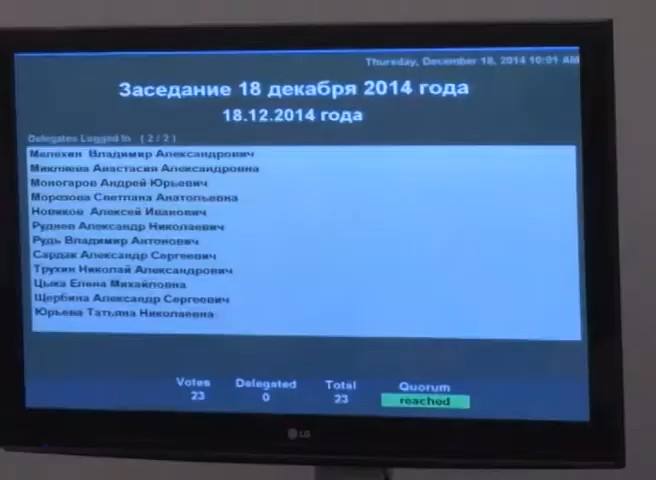 Thursday, December 18, 2014 10:01 AM
Заседание 18 декабря 2014 года
18.12.2014 года
Delegates Logged In ( 2 / 2 )
Малехин Владимир Александрович
Микляева Анастасия Александровна
Моногаров Андрей Юрьевич
Морозова Светлана Анатольевна
Новиков Алексей Иванович
Руднев Александр Николаевич
Рудь Владимир Антонович
Сардак Александр Сергеевич
Трухин Николай Александрович
Цыка Елена Михайловна
Щербина Александр Сергеевич
Юрьева Татьяна Николаевна
Votes Delegated Total Quorum
23 0 23 reached
LG